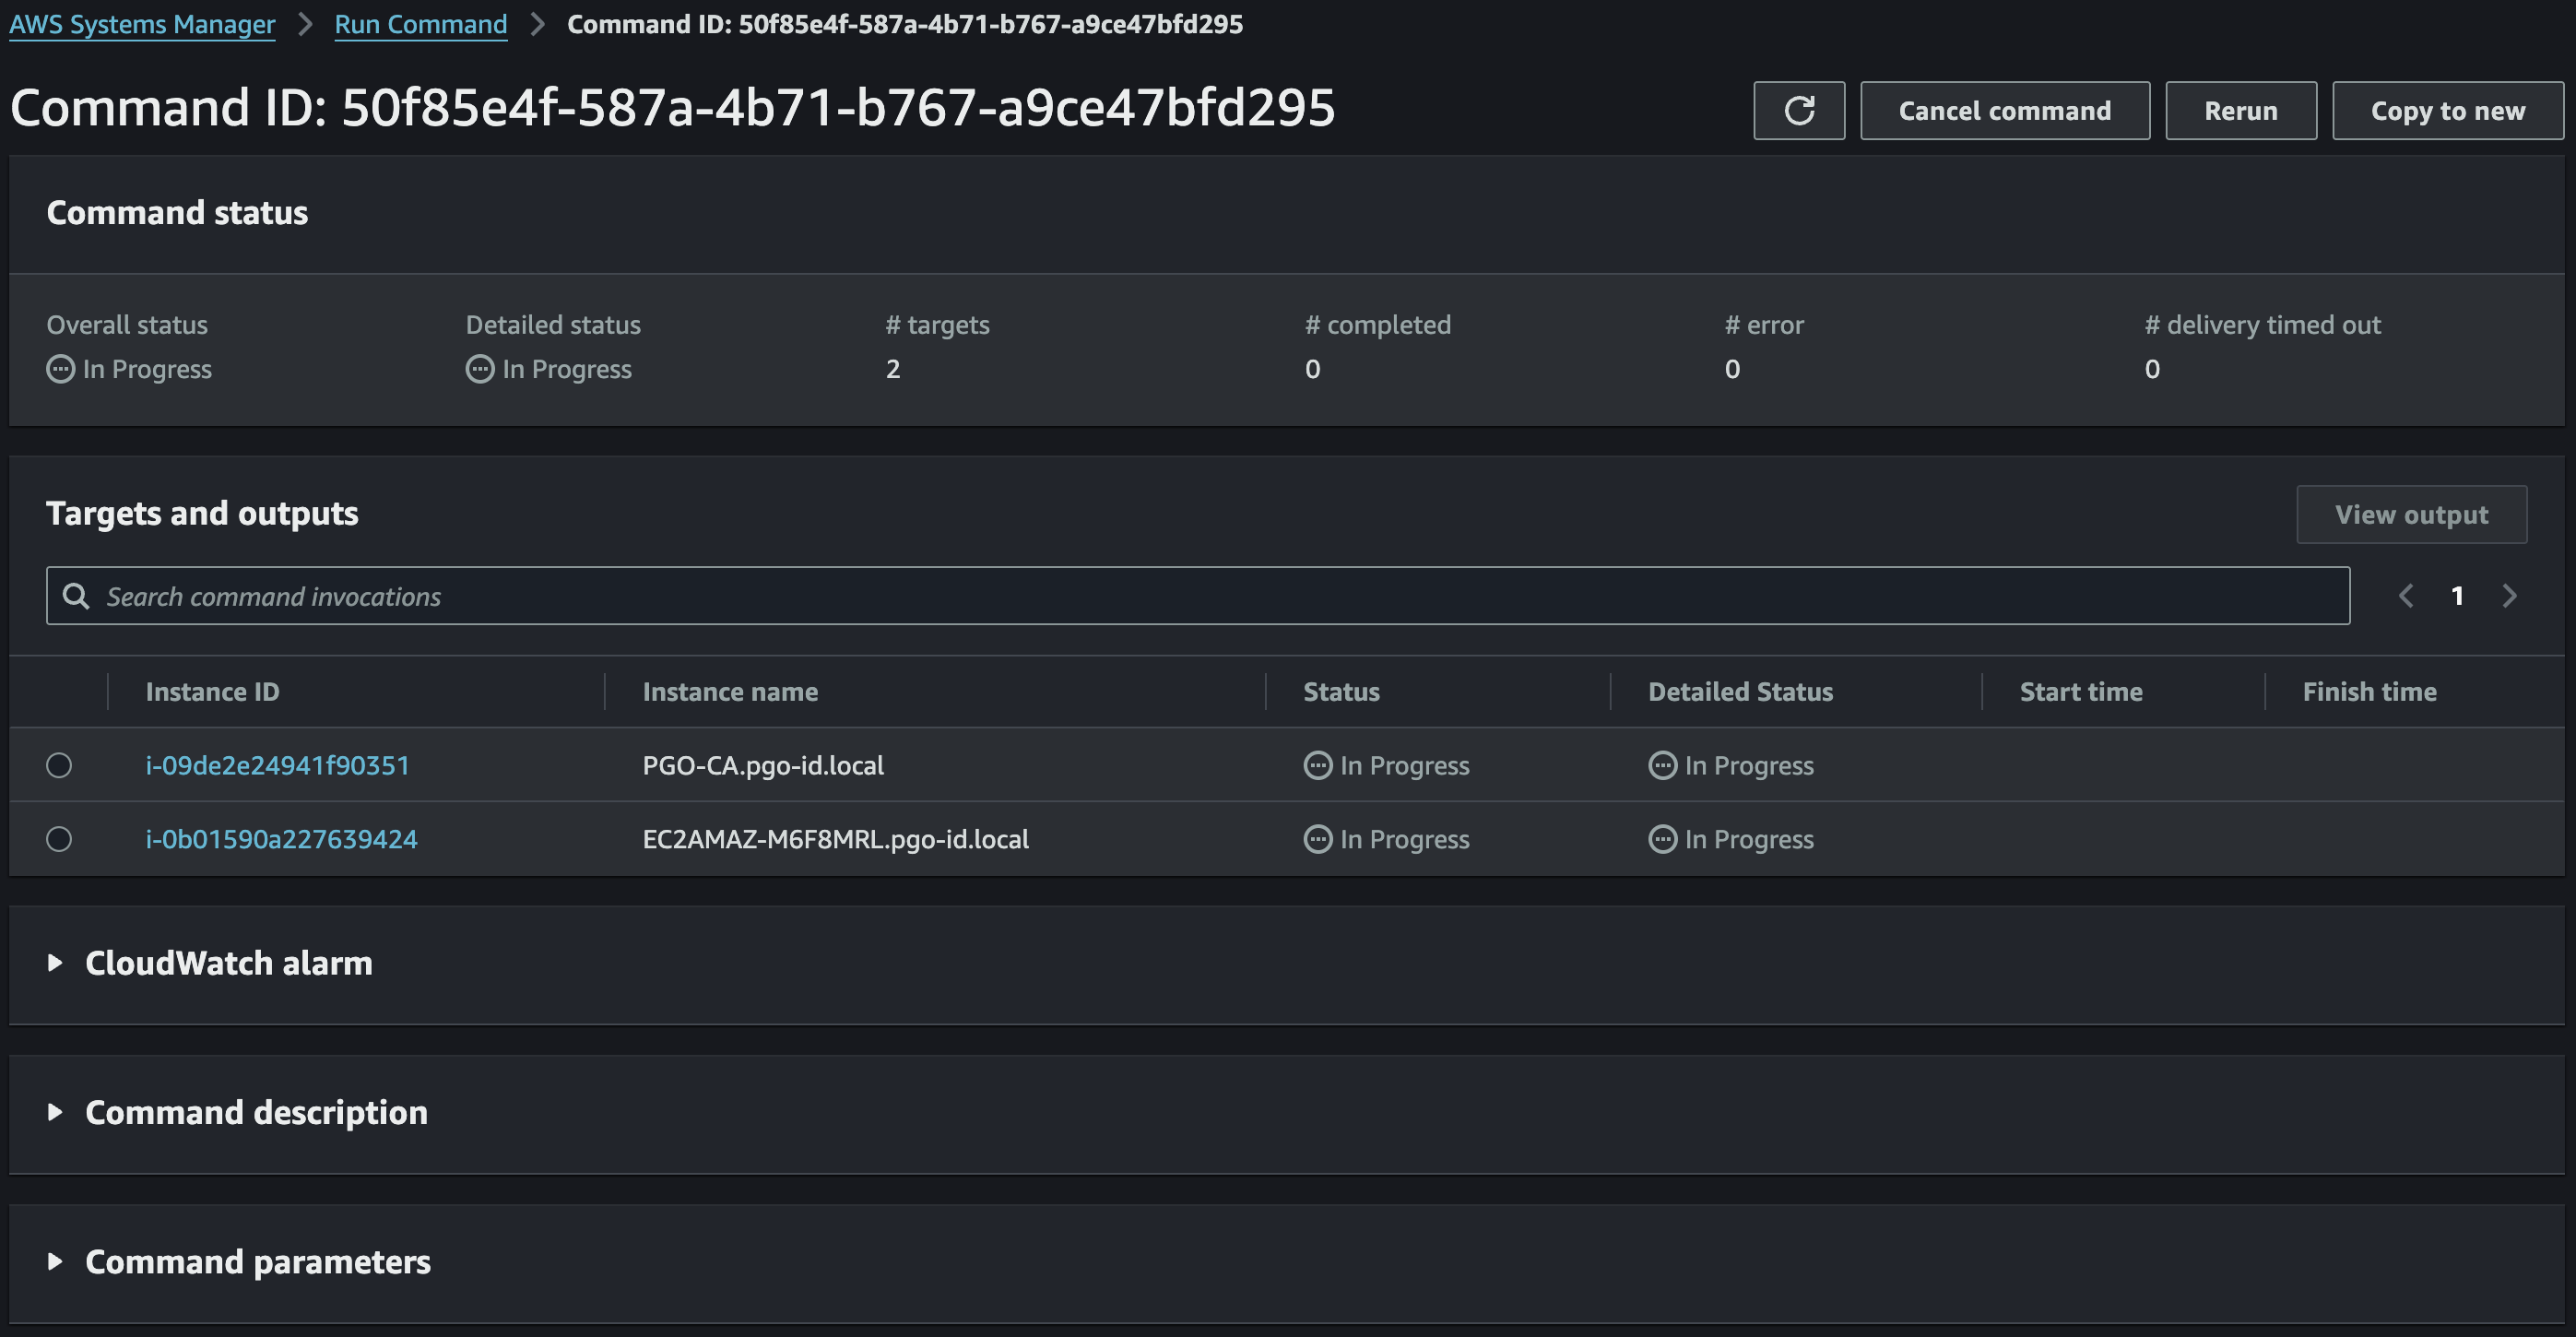 AWS Systems Manager > Run Command > Command ID: 50f85e4f-587a-4b71-b767-a9ce47bfd295
Command ID: 50f85e4f-587a-4b71-b767-a9ce47bfd295
Cancel command
Rerun
Copy to new
Command status
Overall status
In Progress
Detailed status
In Progress
# targets
2
# completed
0
# error
0
# delivery timed out
0
Targets and outputs
View output
Search command invocations
1
Instance ID Instance name Status Detailed Status Start time Finish time
i-09de2e24941f90351 PGO-CA.pgo-id.local In Progress In Progress
i-0b01590a227639424 EC2AMAZ-M6F8MRL.pgo-id.local In Progress In Progress
CloudWatch alarm
Command description
Command parameters